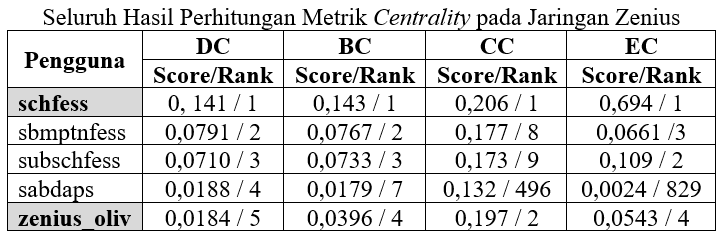 Seluruh Hasil Perhitungan Metrik Centrality pada Jaringan Zenius
Pengguna DC BC CC EC
Score/Rank Score/Rank Score/Rank Score/Rank
schfess 0, 141 / 1 0,143 / 1 0,206 / 1 0,694 / 1
sbmptnfess 0,0791 / 2 0,0767 / 2 0,177 / 8 0,0661 /3
subschfess 0,0710 / 3 0,0733 / 3 0,173 / 9 0,109 / 2
sabdaps 0,0188 / 4 0,0179 / 7 0,132 / 496 0,0024 / 829
zenius_oliv 0,0184 / 5 0,0396 / 4 0,197 / 2 0,0543 / 4